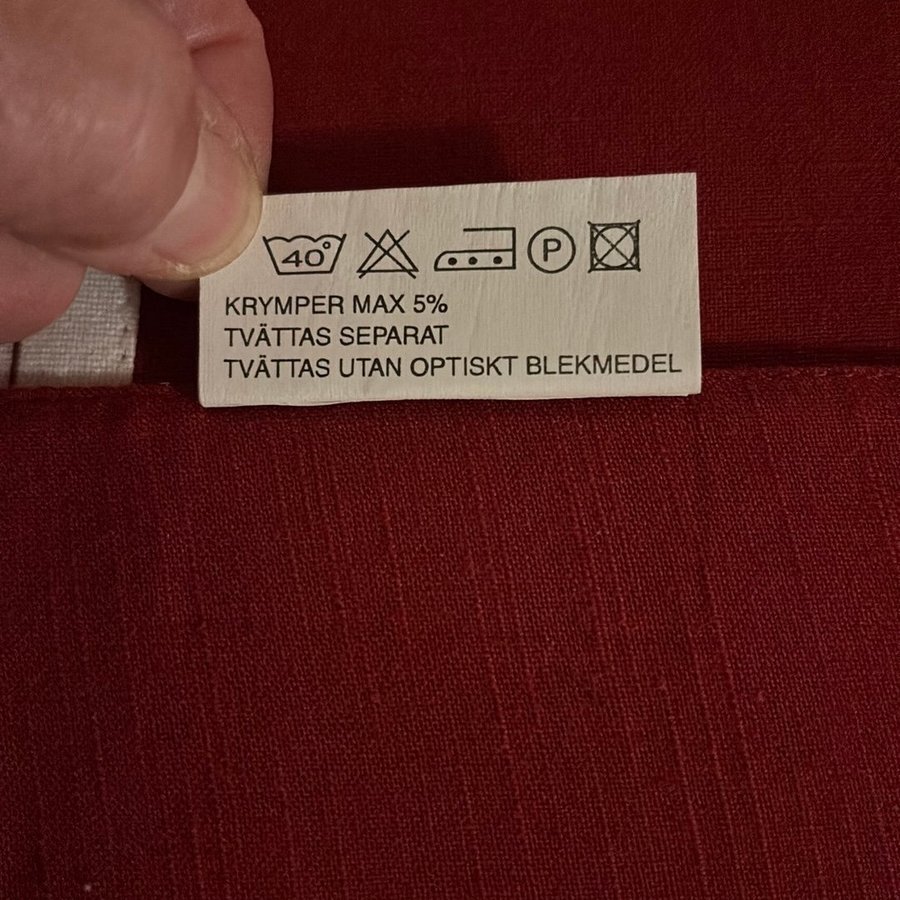 40° P
KRYMPER MAX 5%
TVÄTTAS SEPARAT
TVÄTTAS UTAN OPTISKT BLEKMEDEL